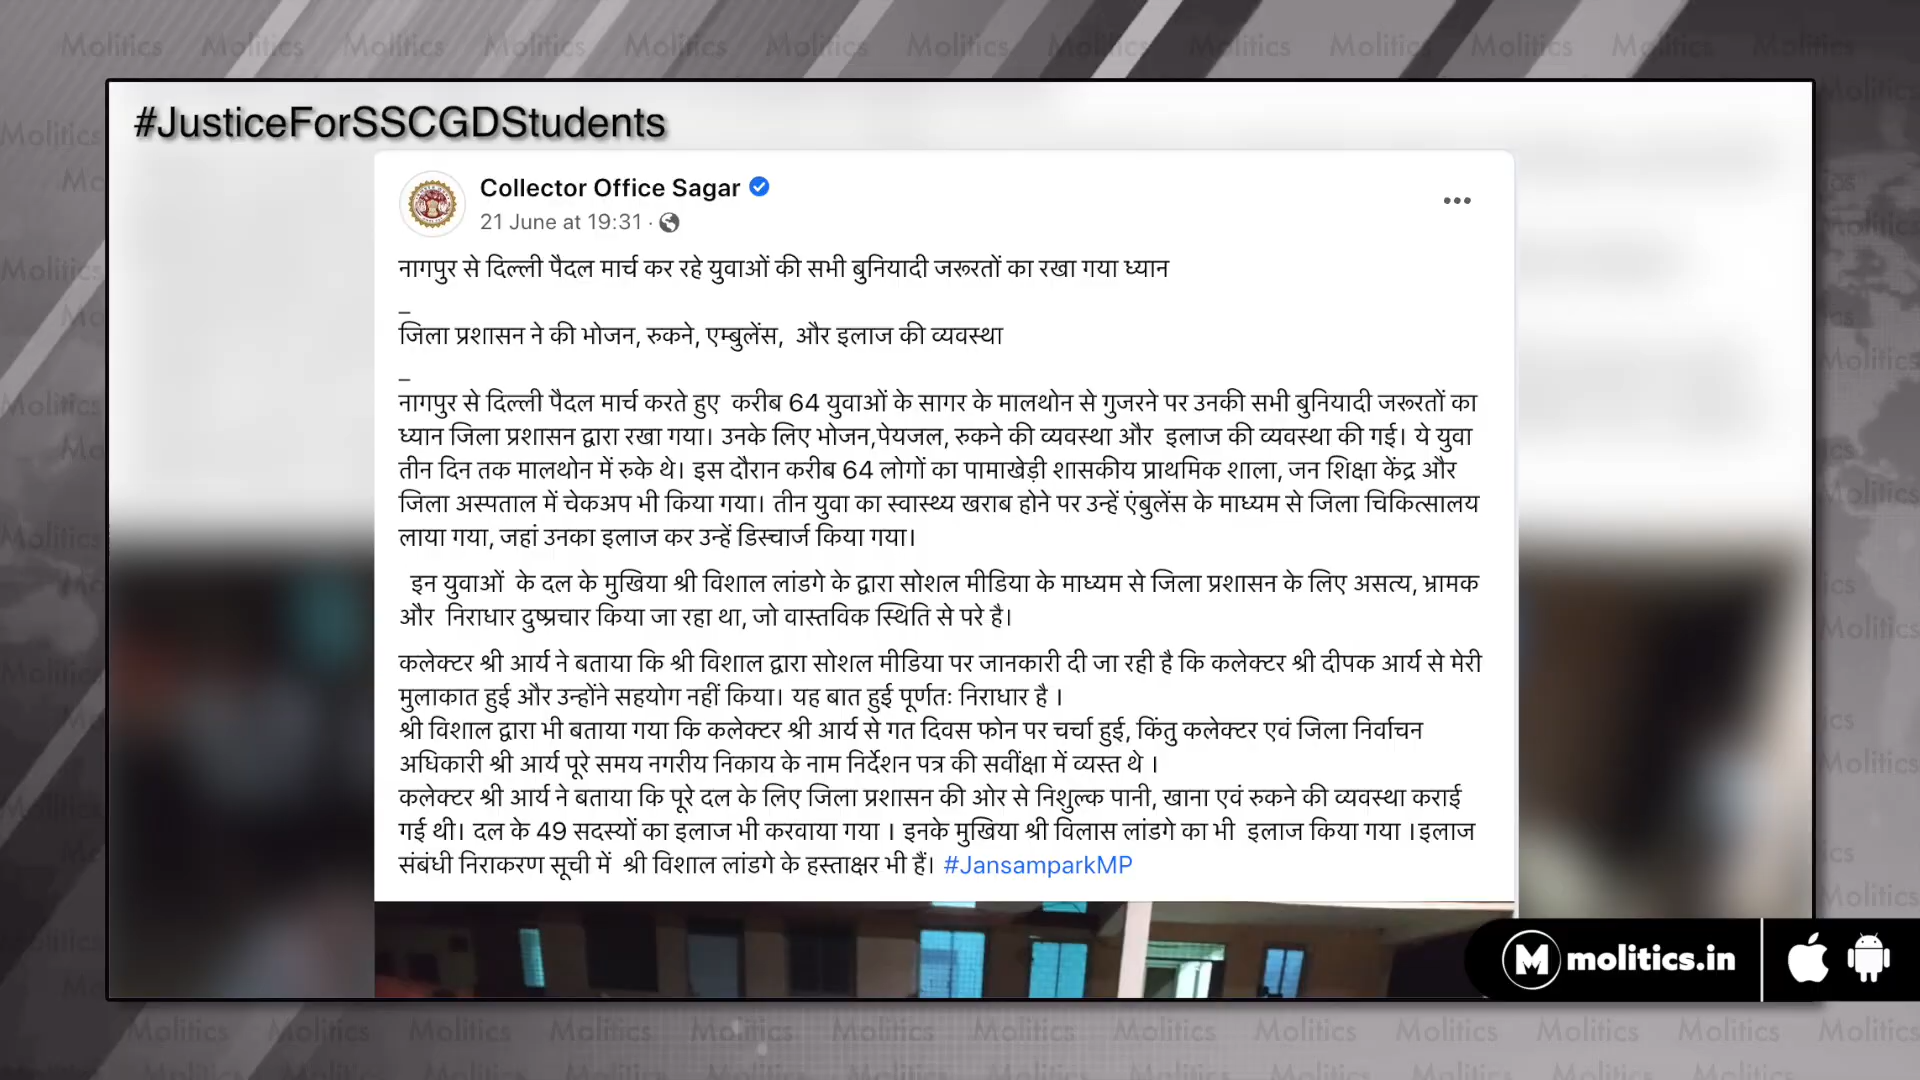 #JusticeForSSCGDStudents
Collector Office Sagar
21 June at 19:31 ·
नागपुर से दिल्ली पैदल मार्च कर रहे युवाओं की सभी बुनियादी जरूरतों का रखा गया ध्यान
_
जिला प्रशासन ने की भोजन, रुकने, एम्बुलेंस,  और इलाज की व्यवस्था
_
नागपुर से दिल्ली पैदल मार्च करते हुए  करीब 64 युवाओं के सागर के मालथोन से गुजरने पर उनकी सभी बुनियादी जरूरतों का
ध्यान जिला प्रशासन द्वारा रखा गया। उनके लिए भोजन,पेयजल, रुकने की व्यवस्था और  इलाज की व्यवस्था की गई। ये युवा
तीन दिन तक मालथोन में रुके थे। इस दौरान करीब 64 लोगों का पामाखेड़ी शासकीय प्राथमिक शाला, जन शिक्षा केंद्र और
जिला अस्पताल में चेकअप भी किया गया। तीन युवा का स्वास्थ्य खराब होने पर उन्हें एंबुलेंस के माध्यम से जिला चिकित्सालय
लाया गया, जहां उनका इलाज कर उन्हें डिस्चार्ज किया गया।
इन युवाओं  के दल के मुखिया श्री विशाल लांडगे के द्वारा सोशल मीडिया के माध्यम से जिला प्रशासन के लिए असत्य, भ्रामक
और  निराधार दुष्प्रचार किया जा रहा था, जो वास्तविक स्थिति से परे है।
कलेक्टर श्री आर्य ने बताया कि श्री विशाल द्वारा सोशल मीडिया पर जानकारी दी जा रही है कि कलेक्टर श्री दीपक आर्य से मेरी
मुलाकात हुई और उन्होंने सहयोग नहीं किया। यह बात हुई पूर्णतः निराधार है ।
श्री विशाल द्वारा भी बताया गया कि कलेक्टर श्री आर्य से गत दिवस फोन पर चर्चा हुई, किंतु कलेक्टर एवं जिला निर्वाचन
अधिकारी श्री आर्य पूरे समय नगरीय निकाय के नाम निर्देशन पत्र की सवींक्षा में व्यस्त थे ।
कलेक्टर श्री आर्य ने बताया कि पूरे दल के लिए जिला प्रशासन की ओर से निशुल्क पानी, खाना एवं रुकने की व्यवस्था कराई
गई थी। दल के 49 सदस्यों का इलाज भी करवाया गया । इनके मुखिया श्री विलास लांडगे का भी  इलाज किया गया ।इलाज
संबंधी निराकरण सूची में  श्री विशाल लांडगे के हस्ताक्षर भी हैं। #JansamparkMP
molitics.in